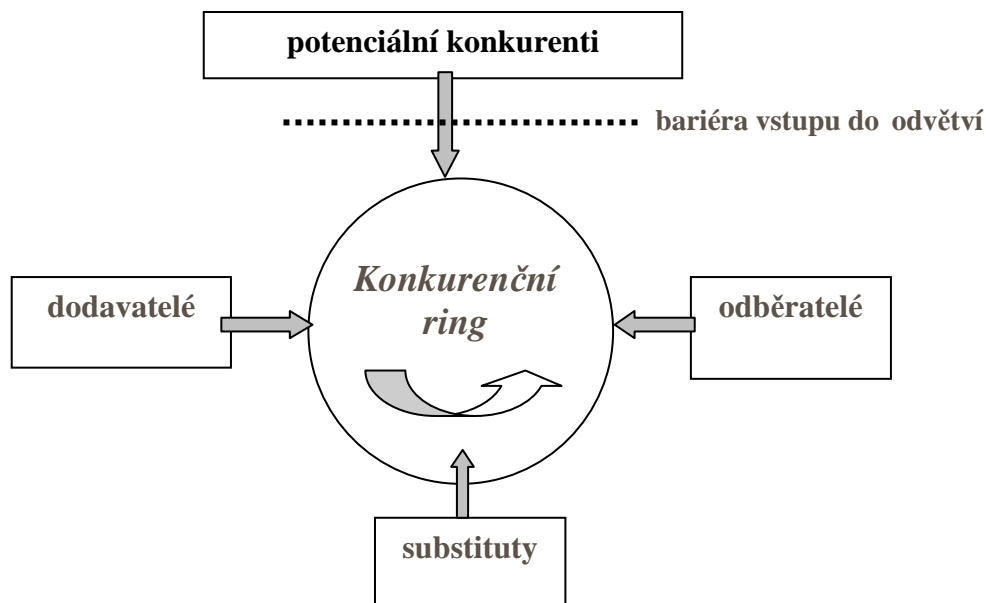 potenciální konkurenti
bariéra vstupu do odvětví
Konkurenční
ring
dodavatelé
odběratelé
substituty